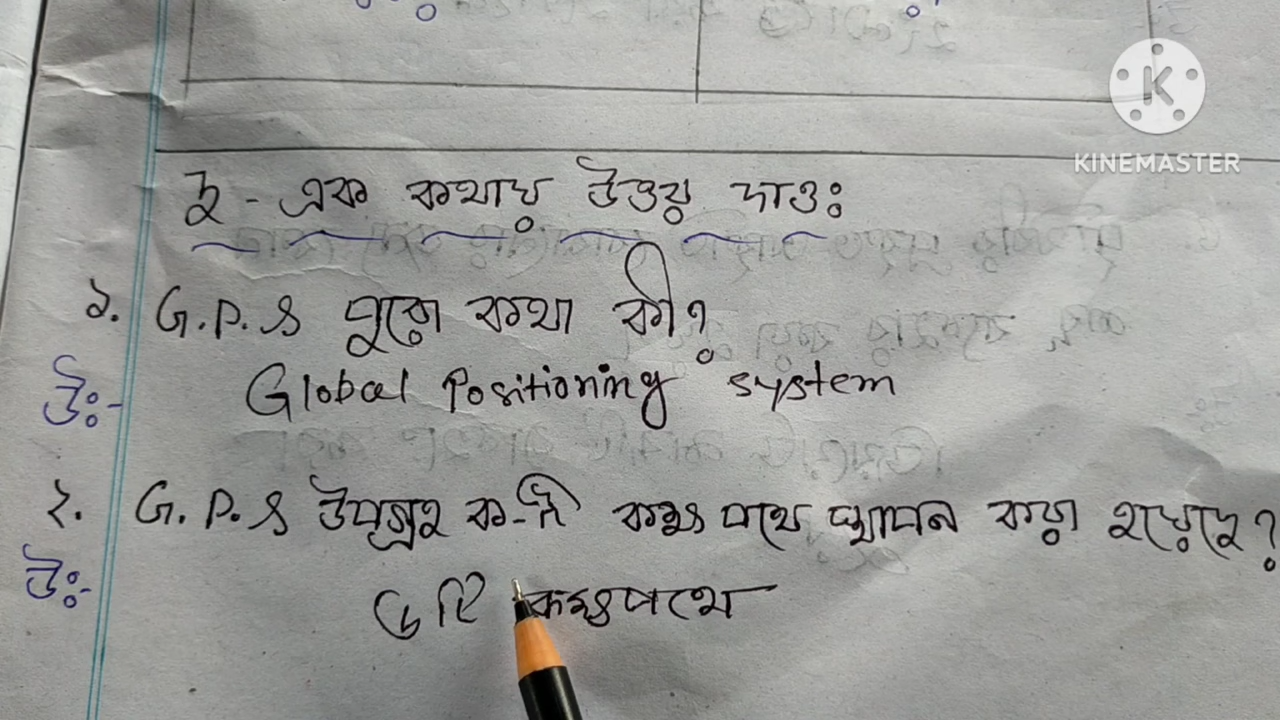 KINEMASTER
দু - এক কথায় উত্তর দাওঃ
১. G.P.S পুরো কথা কী?
উঃ- Global Positioning system
২. G.P.S উপগ্রহ ক-টি কক্ষ পথে স্থাপন করা হয়েছে?
উঃ- ৬ টি কক্ষপথে